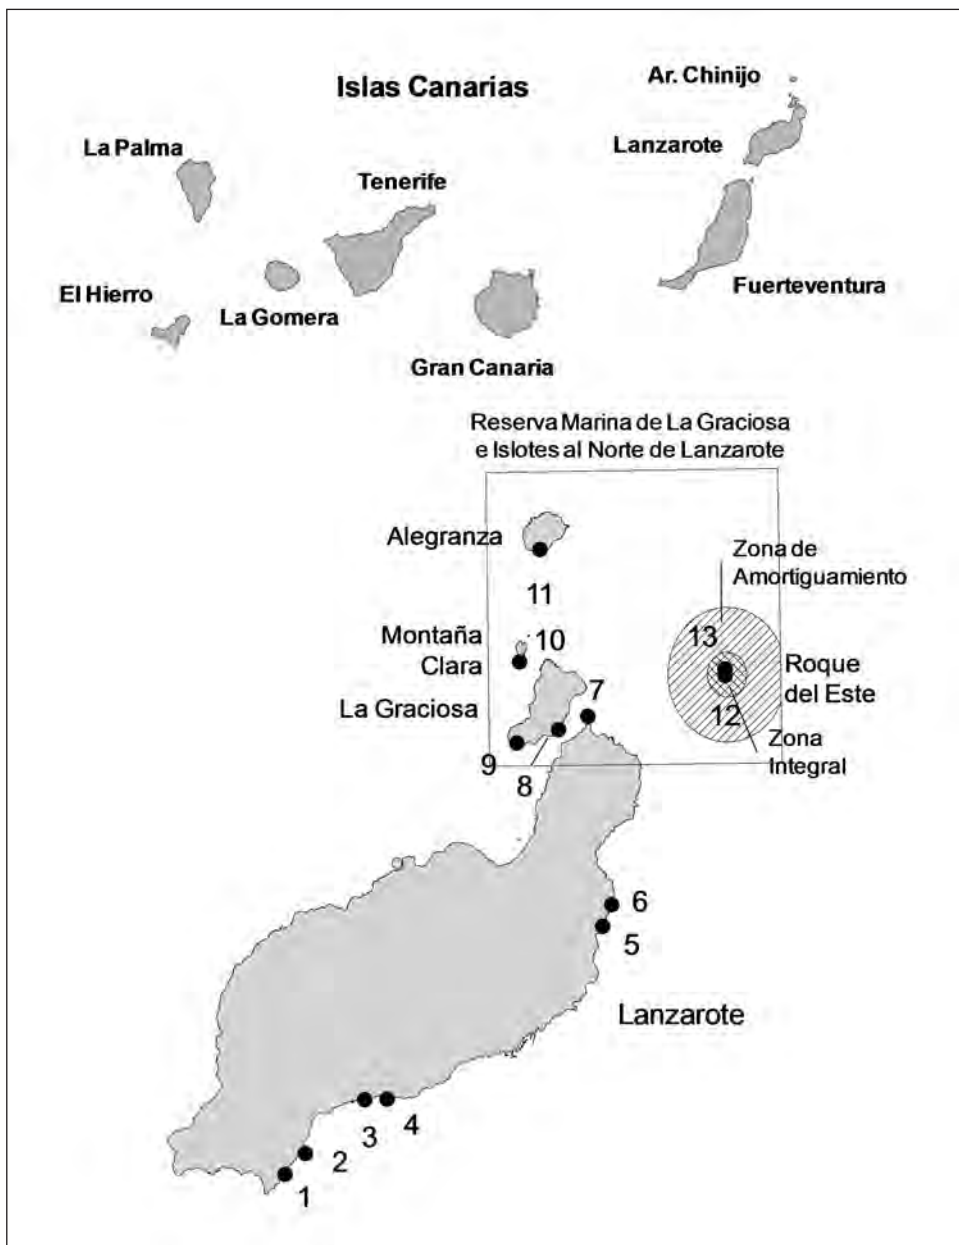 Islas Canarias
Ar. Chinijo
La Palma
Lanzarote
Tenerife
El Hierro
La Gomera
Fuerteventura
Gran Canaria
Reserva Marina de La Graciosa
e Islotes al Norte de Lanzarote
Alegranza
Zona de
Amortiguamiento
11
10
Montaña
Clara
13
Roque
del Este
7
La Graciosa
12
Zona
Integral
9
8
6
5
Lanzarote
3
4
2
1